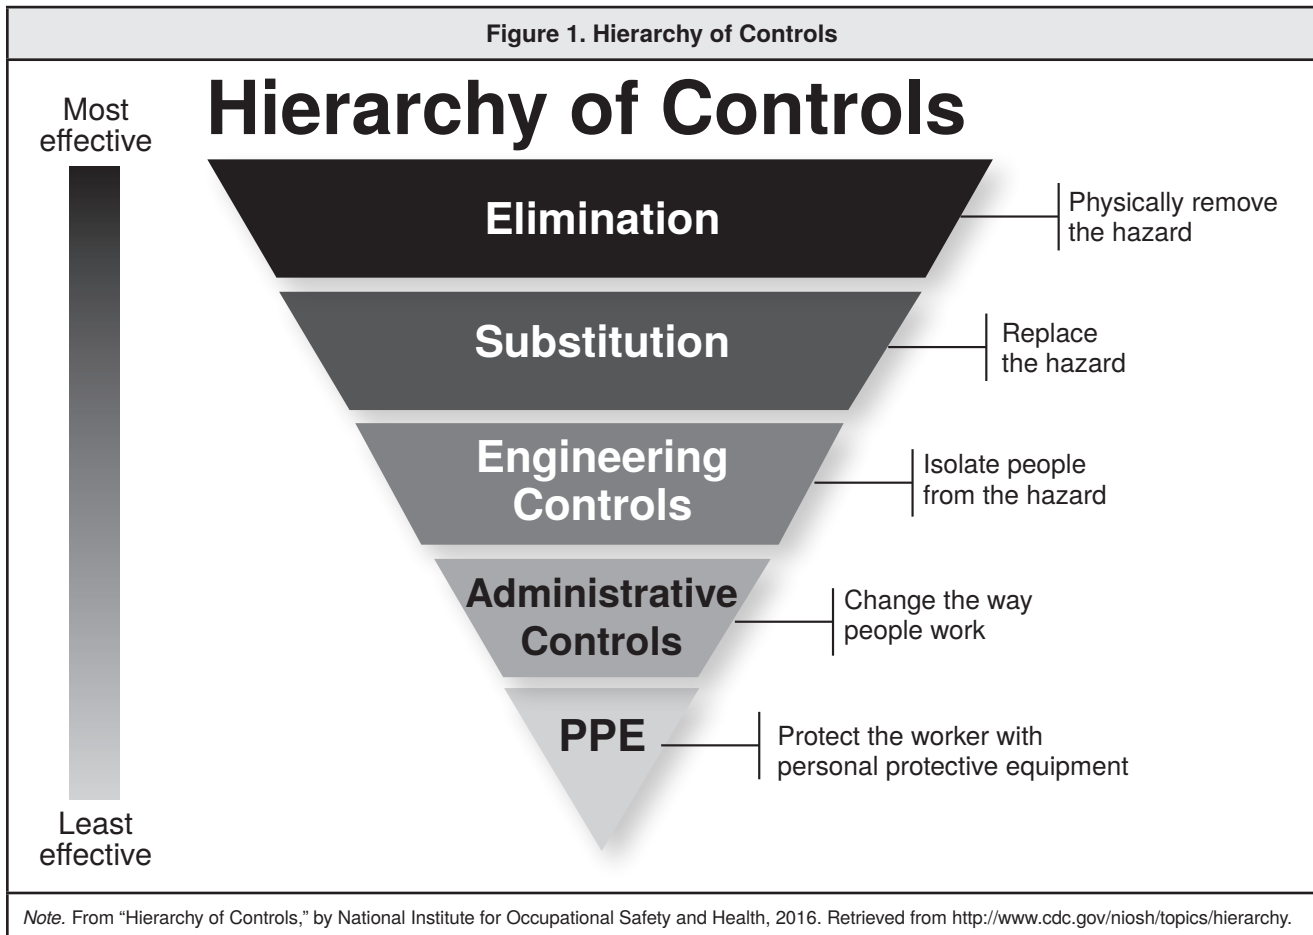 Figure 1. Hierarchy of Controls
Hierarchy of Controls
Most
effective
Elimination
Physically remove
the hazard
Substitution
Replace
the hazard
Engineering
Controls
Isolate people
from the hazard
Administrative
Controls
Change the way
people work
PPE
Protect the worker with
personal protective equipment
Least
effective
Note. From “Hierarchy of Controls,” by National Institute for Occupational Safety and Health, 2016. Retrieved from http://www.cdc.gov/niosh/topics/hierarchy.